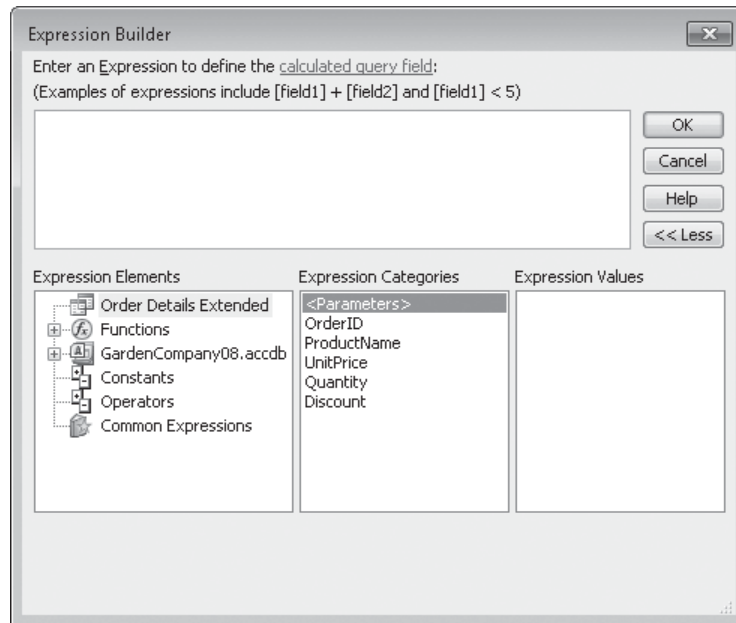 Expression Builder
Enter an Expression to define the calculated query field:
(Examples of expressions include [field1] + [field2] and [field1] < 5)
OK
Cancel
Help
<< Less
Expression Elements
Order Details Extended
Functions
GardenCompany08.accdb
Constants
Operators
Common Expressions
Expression Categories
<Parameters>
OrderID
ProductName
UnitPrice
Quantity
Discount
Expression Values